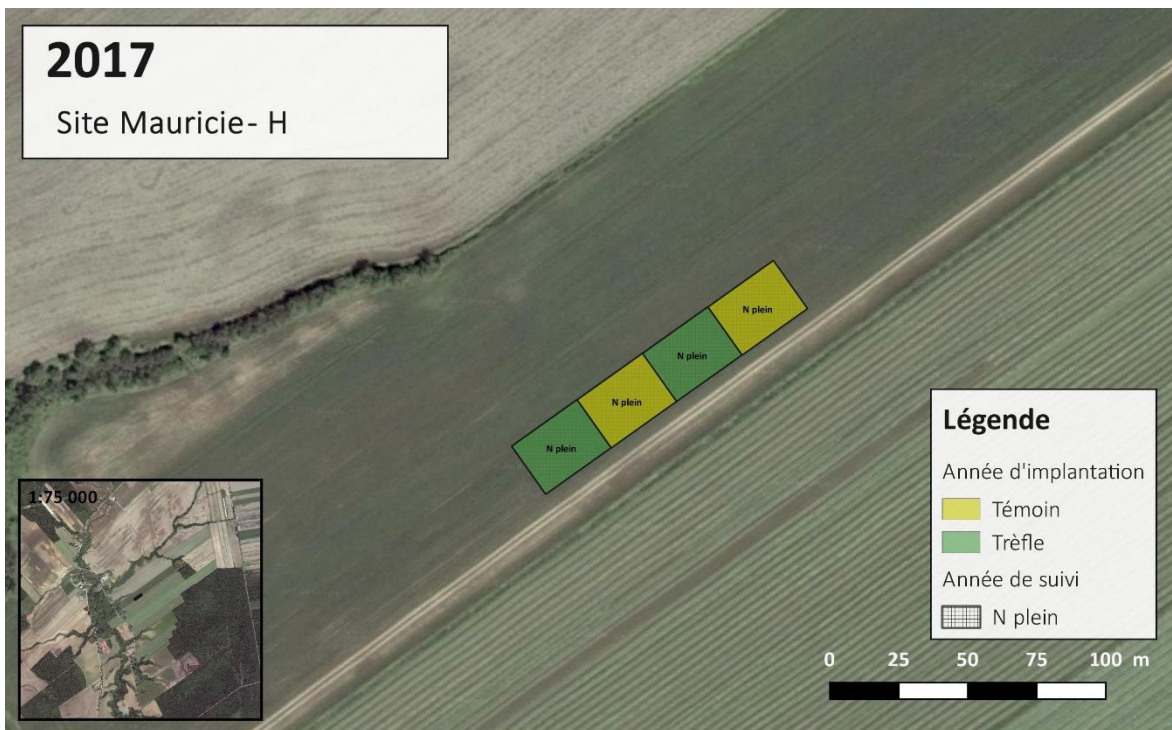 2017
Site Mauricie- H
N plein
N plein
N plein
N plein
Légende
Année d'implantation
Témoin
Trèfle
Année de suivi
N plein
1:75 000
0 25 50 75 100 m